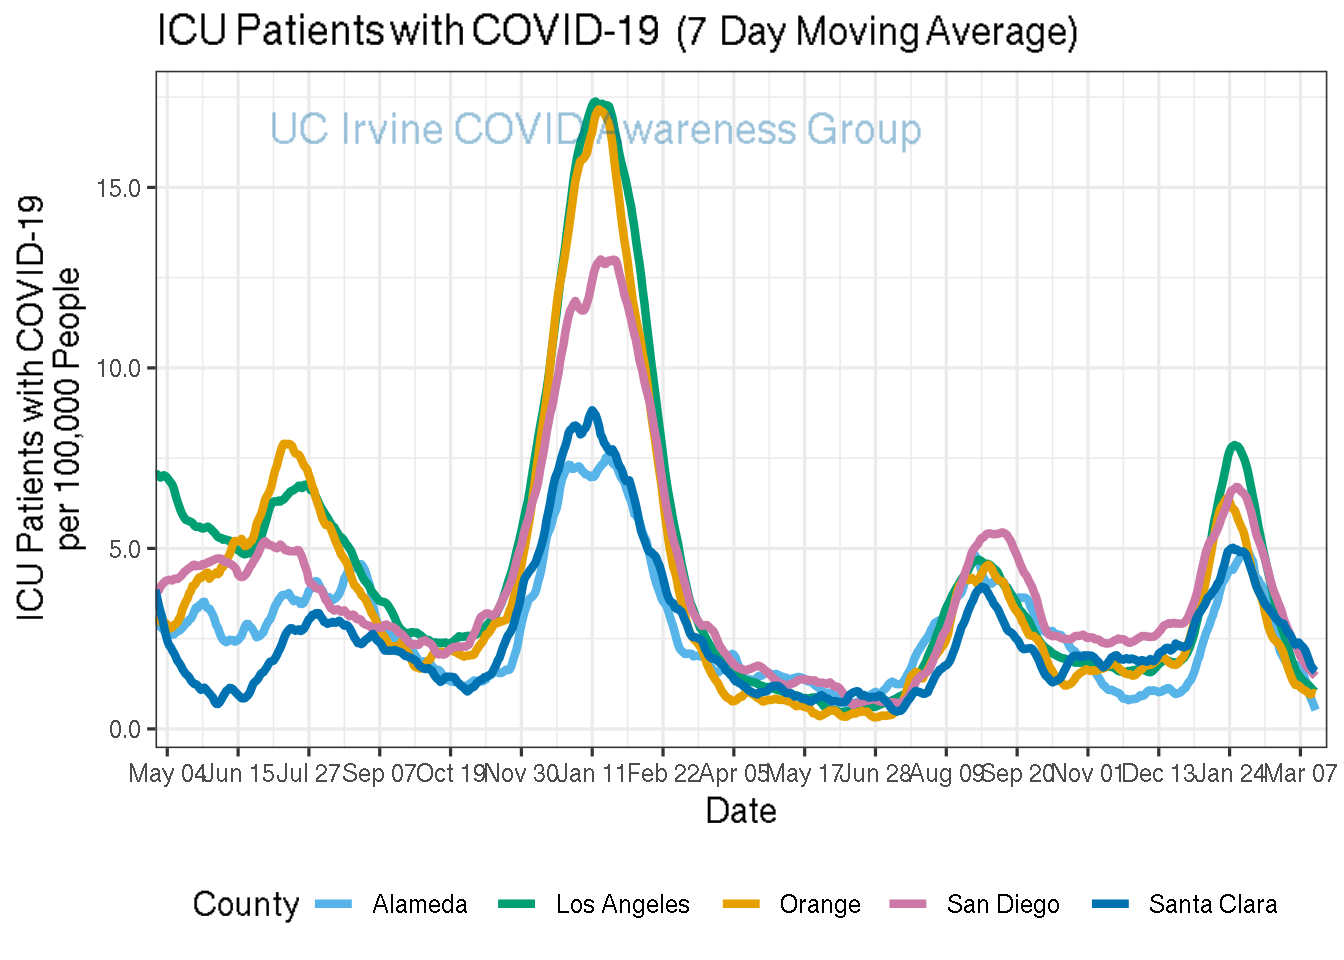 ICU Patients with COVID-19 (7 Day Moving Average)
UC Irvine COVID Awareness Group
ICU Patients with COVID-19
per 100,000 People
15.0
10.0
5.0
0.0
May 04 Jun 15 Jul 27 Sep 07 Oct 19 Nov 30 Jan 11 Feb 22 Apr 05 May 17 Jun 28 Aug 09 Sep 20 Nov 01 Dec 13 Jan 24 Mar 07
Date
County Alameda Los Angeles Orange San Diego Santa Clara